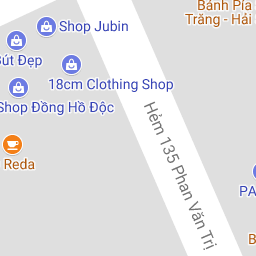 Bánh Pía
Trăng - Hải
Shop Jubin
Bút Đẹp
18cm Clothing Shop
Shop Đồng Hồ Độc
Hẻm 135 Phan Văn Trị
Reda
PA
B